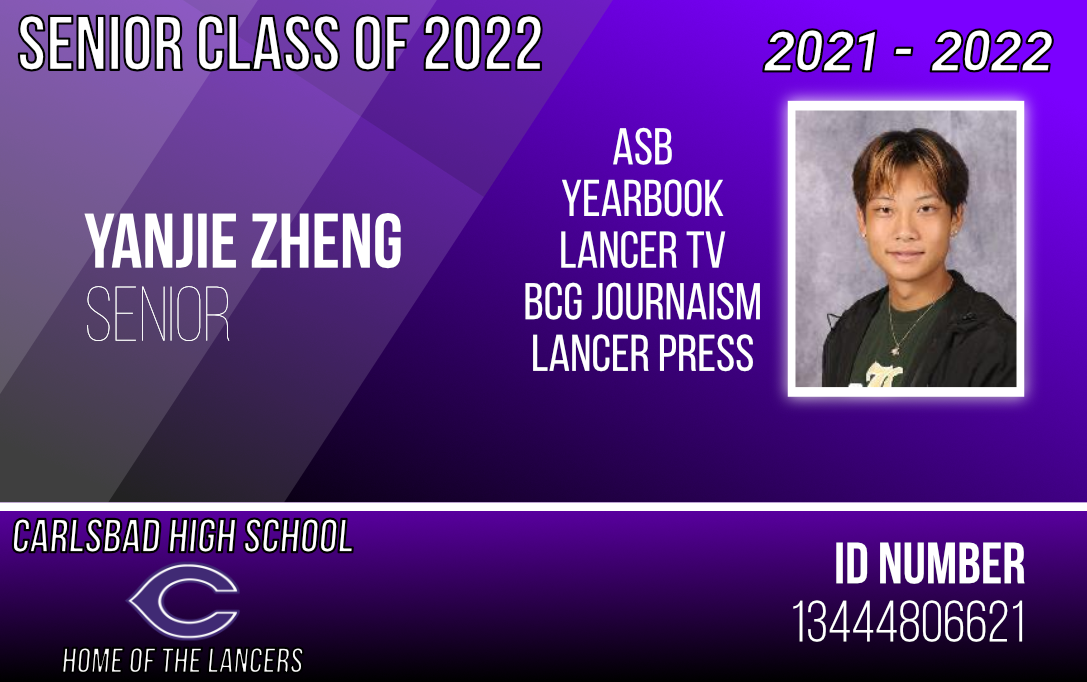 SENIOR CLASS OF 2022
2021 - 2022
YANJIE ZHENG
SENIOR
ASB
YEARBOOK
LANCER TV
BCG JOURNAISM
LANCER PRESS
CARLSBAD HIGH SCHOOL
C
HOME OF THE LANCERS
ID NUMBER
13444806621